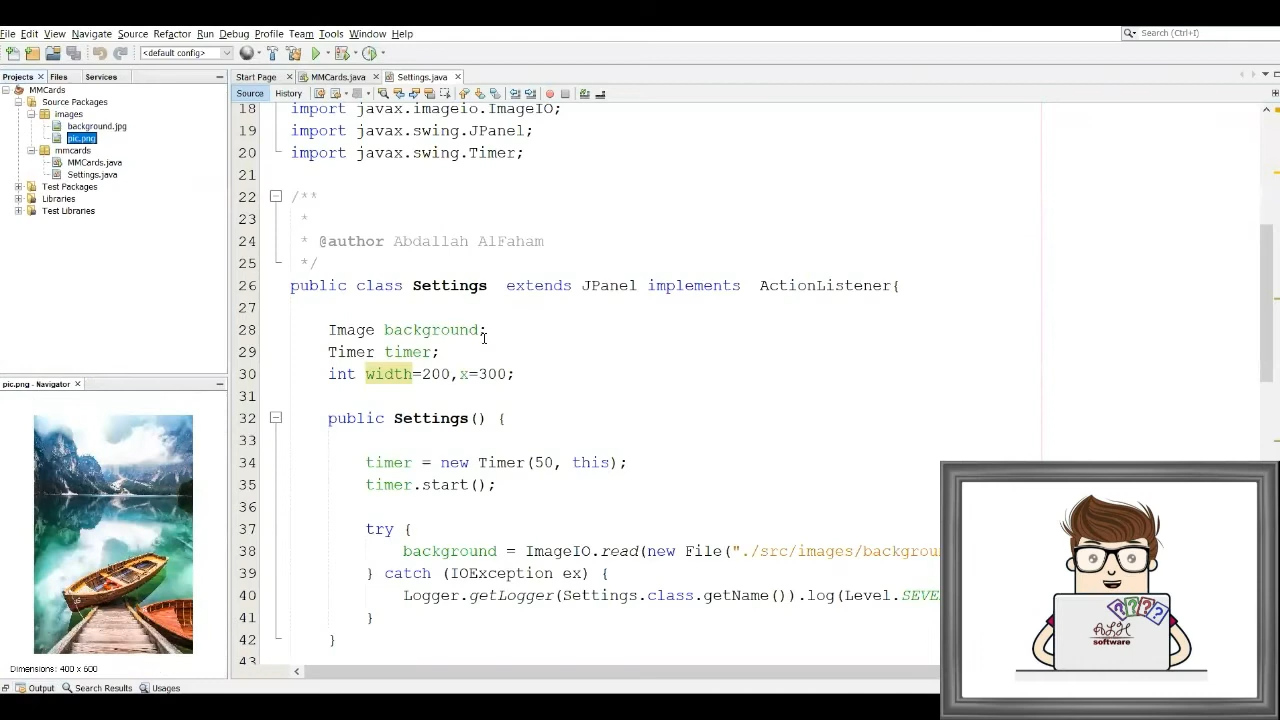 File Edit View Navigate Source Refactor Run Debug Profile Team Tools Window Help
Search (Ctrl+I)
<default config>
Projects Files Services
Start Page MMCards.java Settings.java
Source History
MMCards
Source Packages
images
background.jpg
pic.png
mmcards
MMCards.java
Settings.java
Test Packages
Libraries
Test Libraries
18 import javax.imageio.ImageIO;
19 import javax.swing.JPanel;
20 import javax.swing.Timer;
21
22 /**
23 *
24 * @author Abdallah AlFaham
25 */
26 public class Settings extends JPanel implements ActionListener{
27
28 Image background;
29 Timer timer;
30 int width=200,x=300;
31
32 public Settings() {
33
34 timer = new Timer(50, this);
35 timer.start();
36
37 try {
38 background = ImageIO.read(new File("./src/images/backgrou
39 } catch (IOException ex) {
40 Logger.getLogger(Settings.class.getName()).log(Level.SEVE
41 }
42 }
43
pic.png - Navigator
Dimensions: 400 x 600
Output Search Results Usages
? ? ? ?
ALH
software